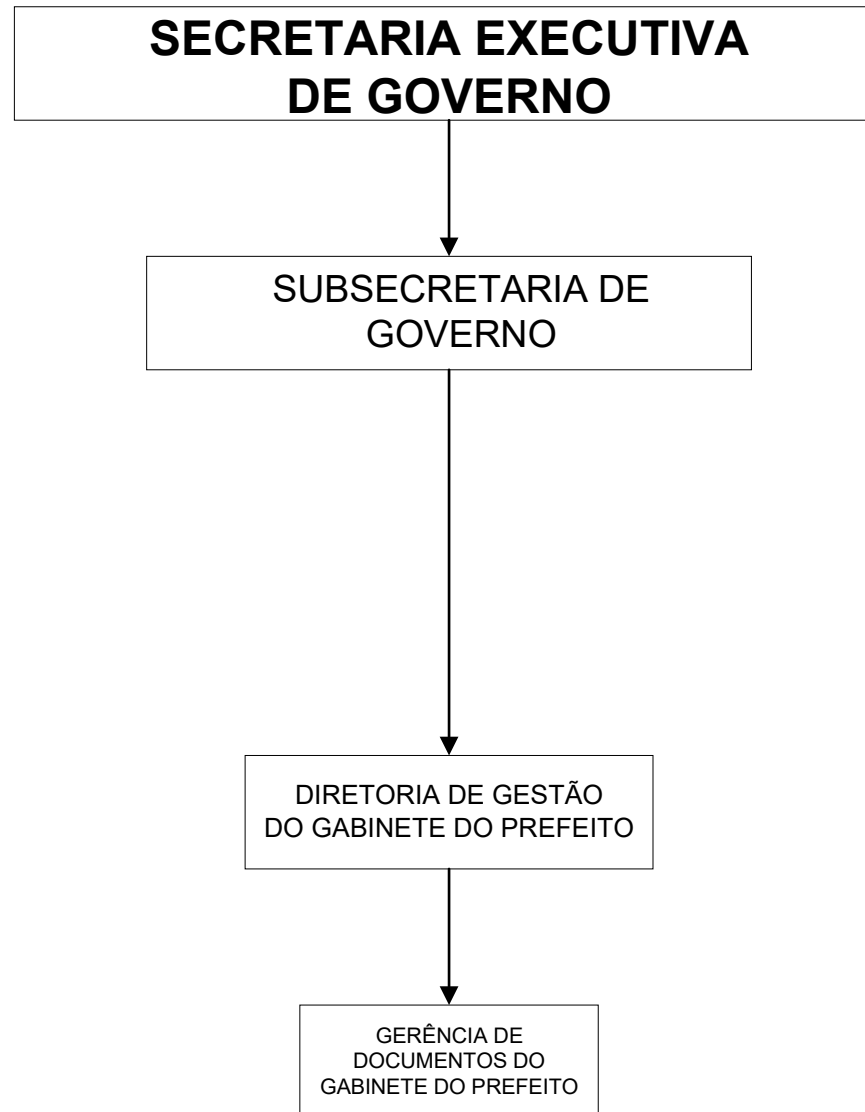 SECRETARIA EXECUTIVA
DE GOVERNO
SUBSECRETARIA DE
GOVERNO
DIRETORIA DE GESTÃO
DO GABINETE DO PREFEITO
GERÊNCIA DE
DOCUMENTOS DO
GABINETE DO PREFEITO